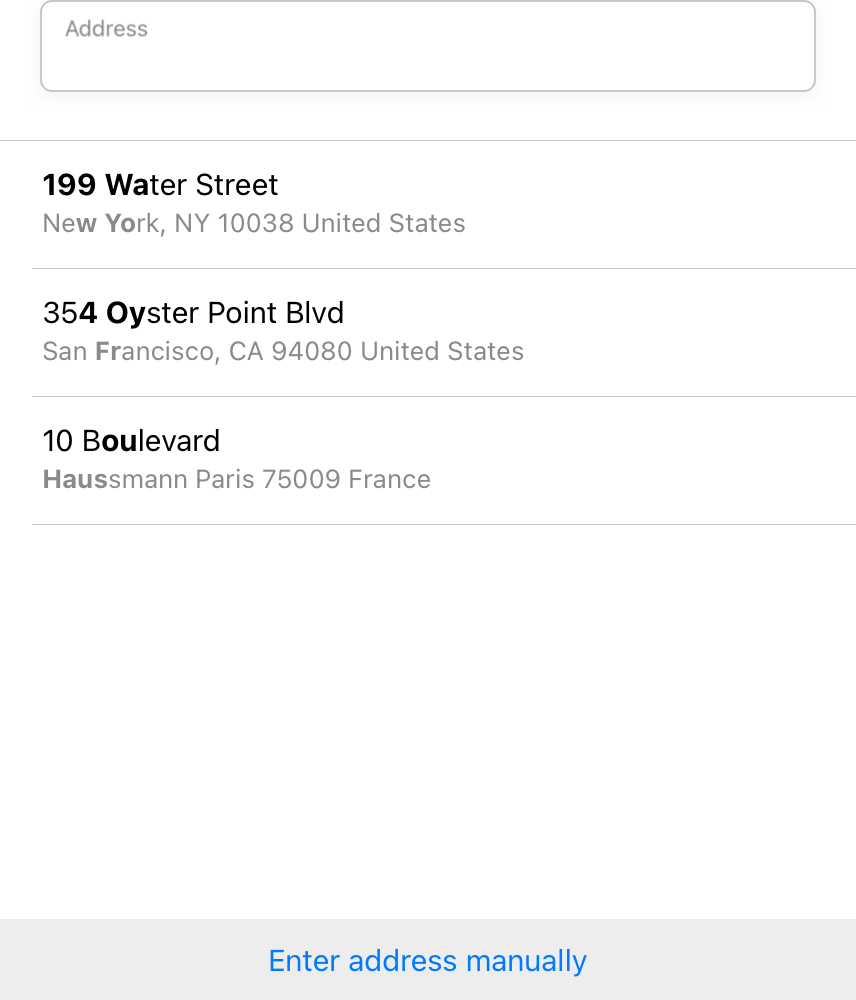 Address
199 Water Street
New York, NY 10038 United States
354 Oyster Point Blvd
San Francisco, CA 94080 United States
10 Boulevard
Haussmann Paris 75009 France
Enter address manually